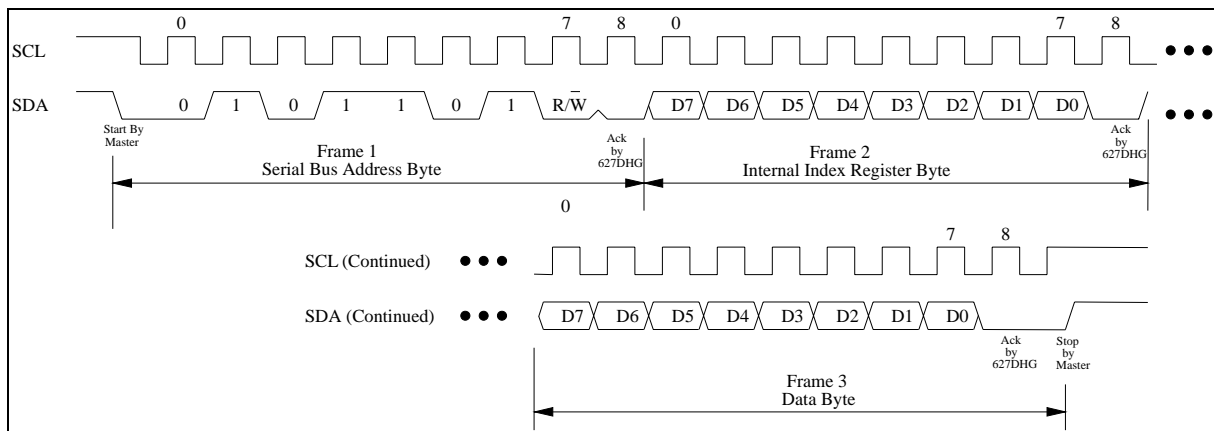 0 7 8 0 7 8
SCL
SDA 0 1 0 1 1 0 1 R/W̅ D7 D6 D5 D4 D3 D2 D1 D0
Start By
Master
Ack
by
627DHG
Ack
by
627DHG
Frame 1
Serial Bus Address Byte
Frame 2
Internal Index Register Byte
0
7 8
SCL (Continued)
SDA (Continued) D7 D6 D5 D4 D3 D2 D1 D0
Ack
by
627DHG
Stop
by
Master
Frame 3
Data Byte